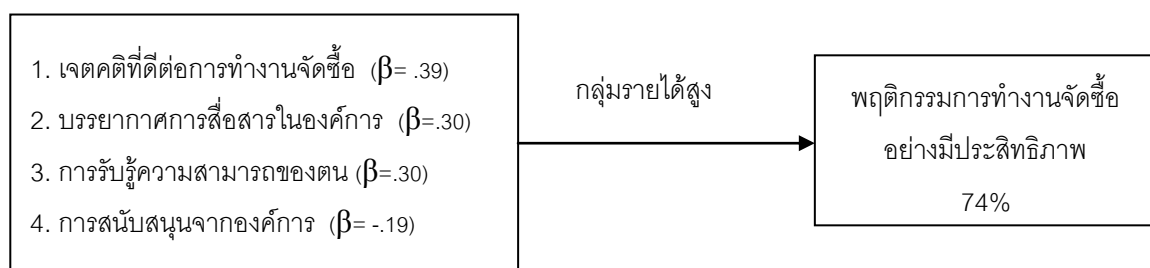 1. เจตคติที่ดีต่อการทำงานจัดซื้อ (β= .39)
2. บรรยากาศการสื่อสารในองค์การ (β=.30)
3. การรับรู้ความสามารถของตน (β=.30)
4. การสนับสนุนจากองค์การ (β= -.19)
กลุ่มรายได้สูง
พฤติกรรมการทำงานจัดซื้อ
อย่างมีประสิทธิภาพ
74%